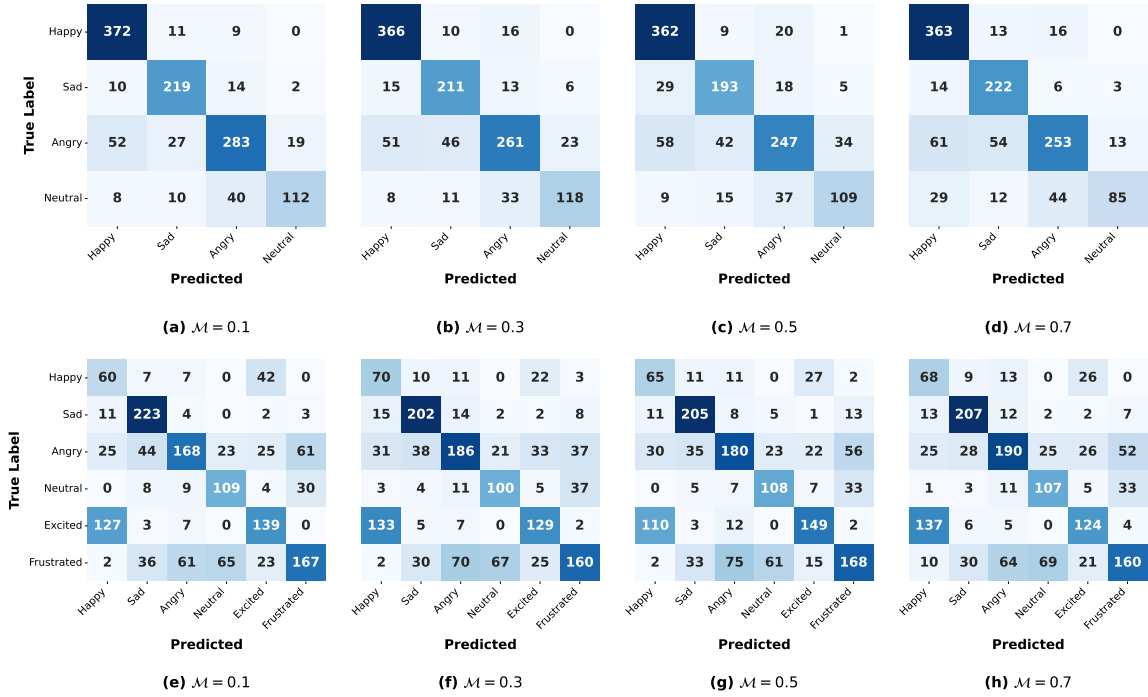 Happy 372 11 9 0 366 10 16 0 362 9 20 1 363 13 16 0
Sad 10 219 14 2 15 211 13 6 29 193 18 5 14 222 6 3
Angry 52 27 283 19 51 46 261 23 58 42 247 34 61 54 253 13
Neutral 8 10 40 112 8 11 33 118 9 15 37 109 29 12 44 85
True Label
Happy Sad Angry Neutral Happy Sad Angry Neutral Happy Sad Angry Neutral Happy Sad Angry Neutral
Predicted Predicted Predicted Predicted
(a) ℳ = 0.1 (b) ℳ = 0.3 (c) ℳ = 0.5 (d) ℳ = 0.7
Happy 60 7 7 0 42 0 70 10 11 0 22 3 65 11 11 0 27 2 68 9 13 0 26 0
Sad 11 223 4 0 2 3 15 202 14 2 2 8 11 205 8 5 1 13 13 207 12 2 2 7
Angry 25 44 168 23 25 61 31 38 186 21 33 37 30 35 180 23 22 56 25 28 190 25 26 52
Neutral 0 8 9 109 4 30 3 4 11 100 5 37 0 5 7 108 7 33 1 3 11 107 5 33
Excited 127 3 7 0 139 0 133 5 7 0 129 2 110 3 12 0 149 2 137 6 5 0 124 4
Frustrated 2 36 61 65 23 167 2 30 70 67 25 160 2 33 75 61 15 168 10 30 64 69 21 160
True Label
Happy Sad Angry Neutral Excited Frustrated Happy Sad Angry Neutral Excited Frustrated Happy Sad Angry Neutral Excited Frustrated Happy Sad Angry Neutral Excited Frustrated
Predicted Predicted Predicted Predicted
(e) ℳ = 0.1 (f) ℳ = 0.3 (g) ℳ = 0.5 (h) ℳ = 0.7